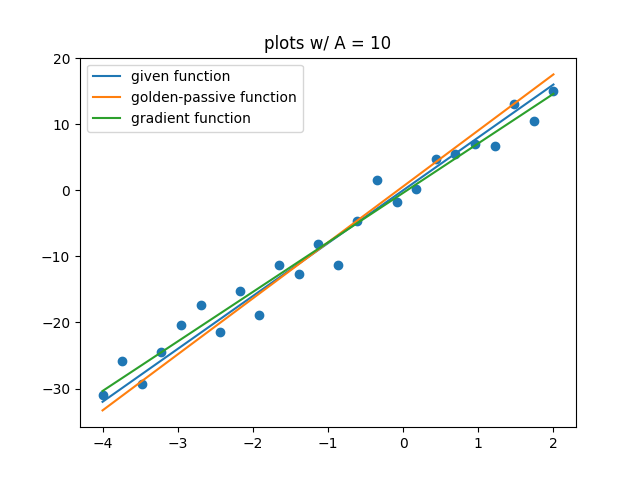 plots w/ A = 10
given function
golden-passive function
gradient function
20
10
0
−10
−20
−30
−4 −3 −2 −1 0 1 2